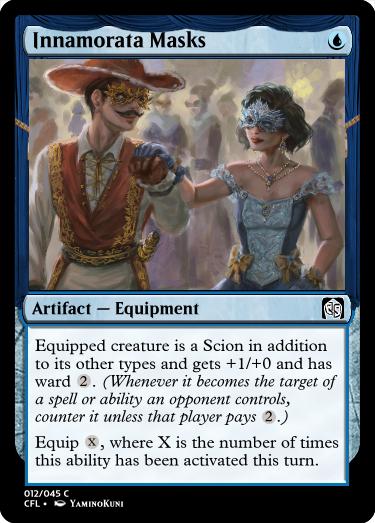 Innamorata Masks
Artifact — Equipment
Equipped creature is a Scion in addition
to its other types and gets +1/+0 and has
ward 2. (Whenever it becomes the target of
a spell or ability an opponent controls,
counter it unless that player pays 2.)
Equip X, where X is the number of times
this ability has been activated this turn.
012/045 C
CFL • YaminoKuni